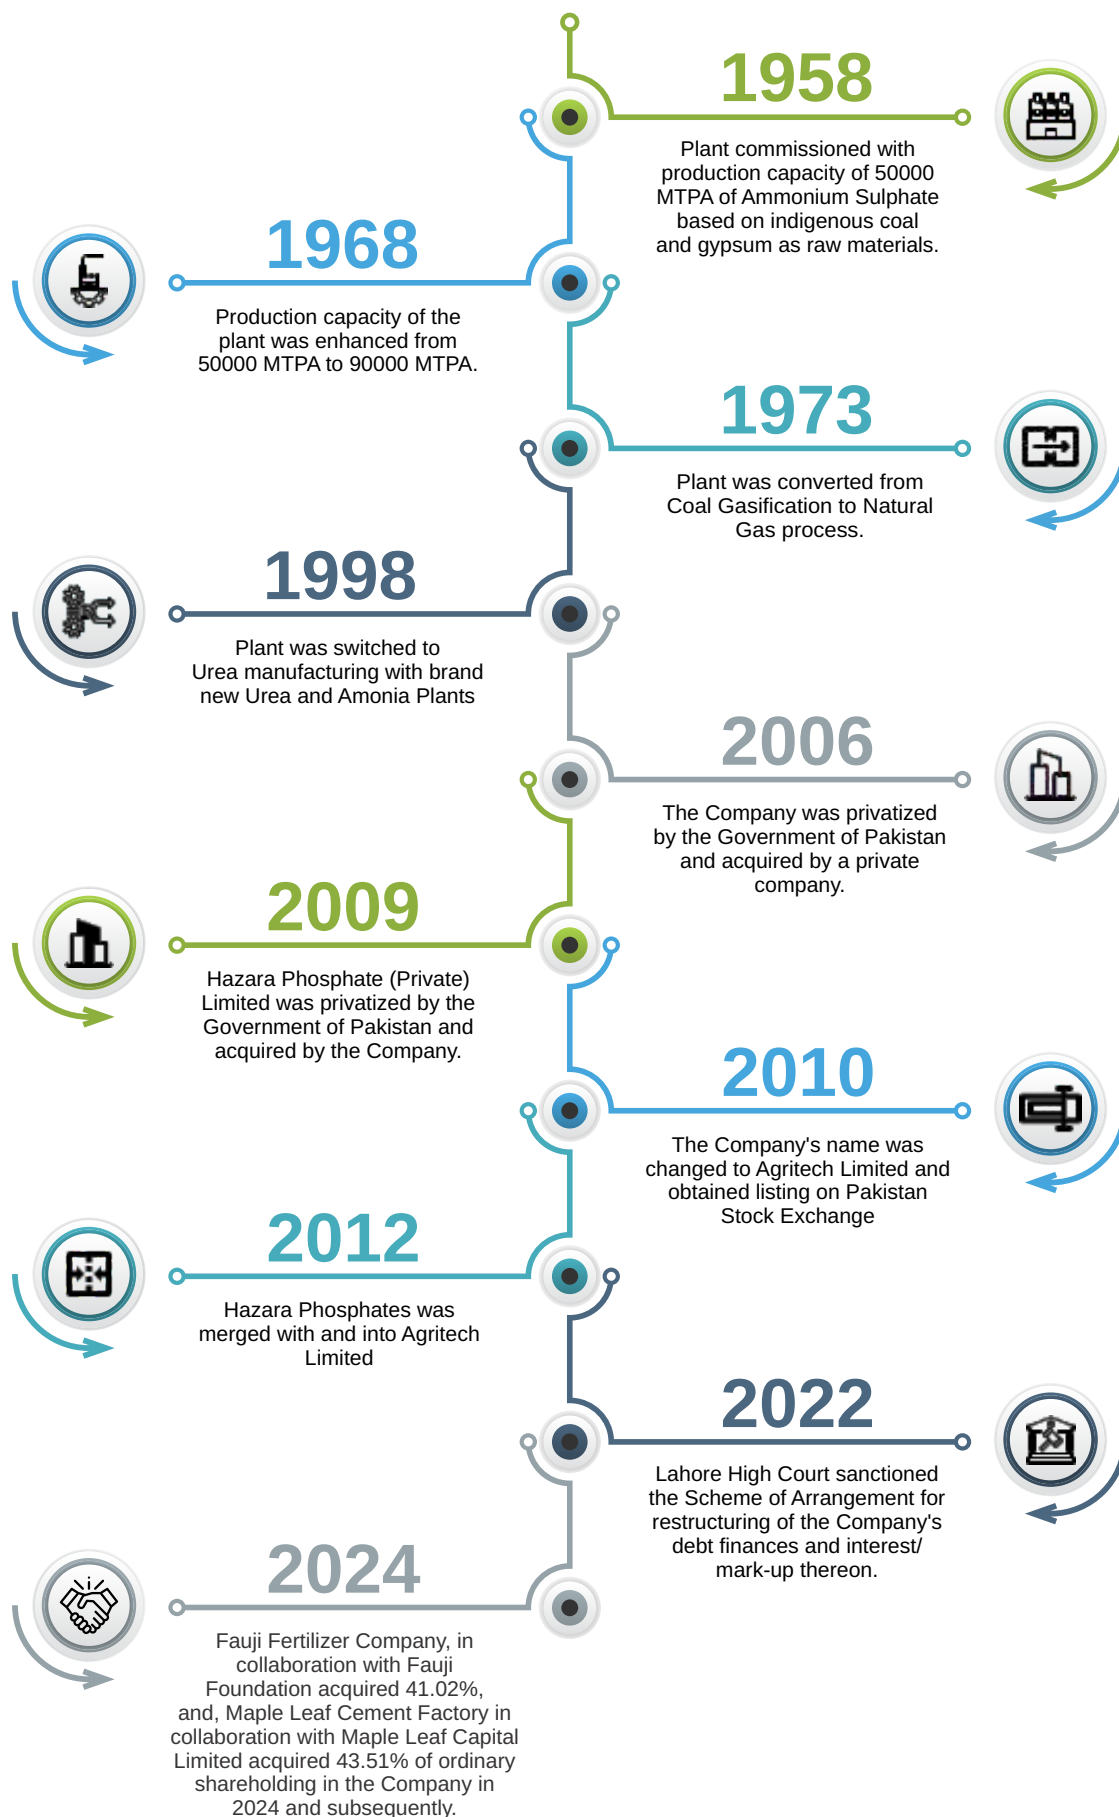 1958
Plant commissioned with
production capacity of 50000
MTPA of Ammonium Sulphate
based on indigenous coal
and gypsum as raw materials.
1968
Production capacity of the
plant was enhanced from
50000 MTPA to 90000 MTPA.
1973
Plant was converted from
Coal Gasification to Natural
Gas process.
1998
Plant was switched to
Urea manufacturing with brand
new Urea and Amonia Plants
2006
The Company was privatized
by the Government of Pakistan
and acquired by a private
company.
2009
Hazara Phosphate (Private)
Limited was privatized by the
Government of Pakistan and
acquired by the Company.
2010
The Company's name was
changed to Agritech Limited and
obtained listing on Pakistan
Stock Exchange
2012
Hazara Phosphates was
merged with and into Agritech
Limited
2022
Lahore High Court sanctioned
the Scheme of Arrangement for
restructuring of the Company's
debt finances and interest/
mark-up thereon.
2024
Fauji Fertilizer Company, in
collaboration with Fauji
Foundation acquired 41.02%,
and, Maple Leaf Cement Factory in
collaboration with Maple Leaf Capital
Limited acquired 43.51% of ordinary
shareholding in the Company in
2024 and subsequently.